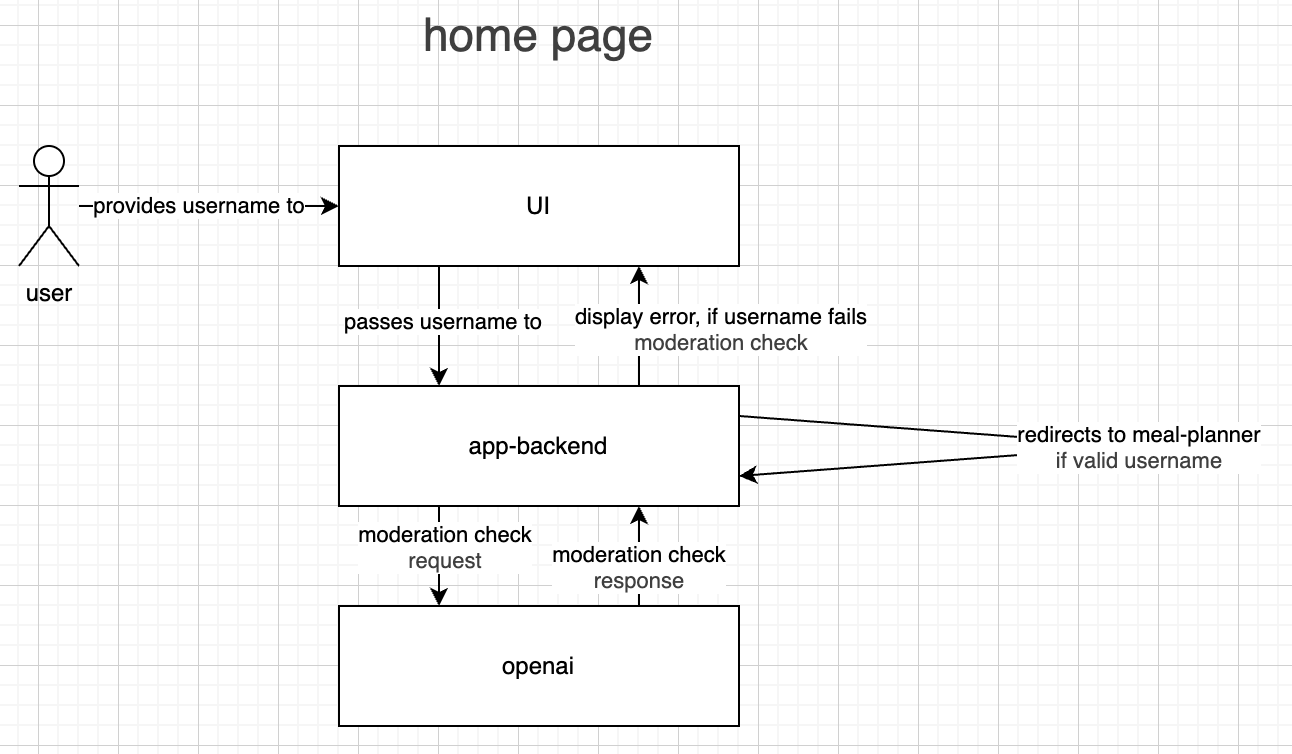 home page
provides username to
UI
user
passes username to
display error, if username fails
moderation check
app-backend
redirects to meal-planner
if valid username
moderation check
request
moderation check
response
openai